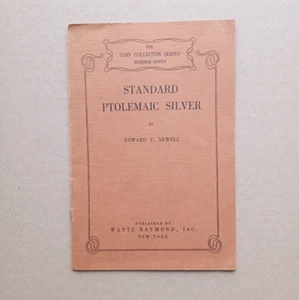 THE
COIN COLLECTOR SERIES
NUMBER SEVEN
STANDARD
PTOLEMAIC SILVER
BY
EDWARD T. NEWELL
PUBLISHED BY
WAYTE RAYMOND, INC.
NEW YORK